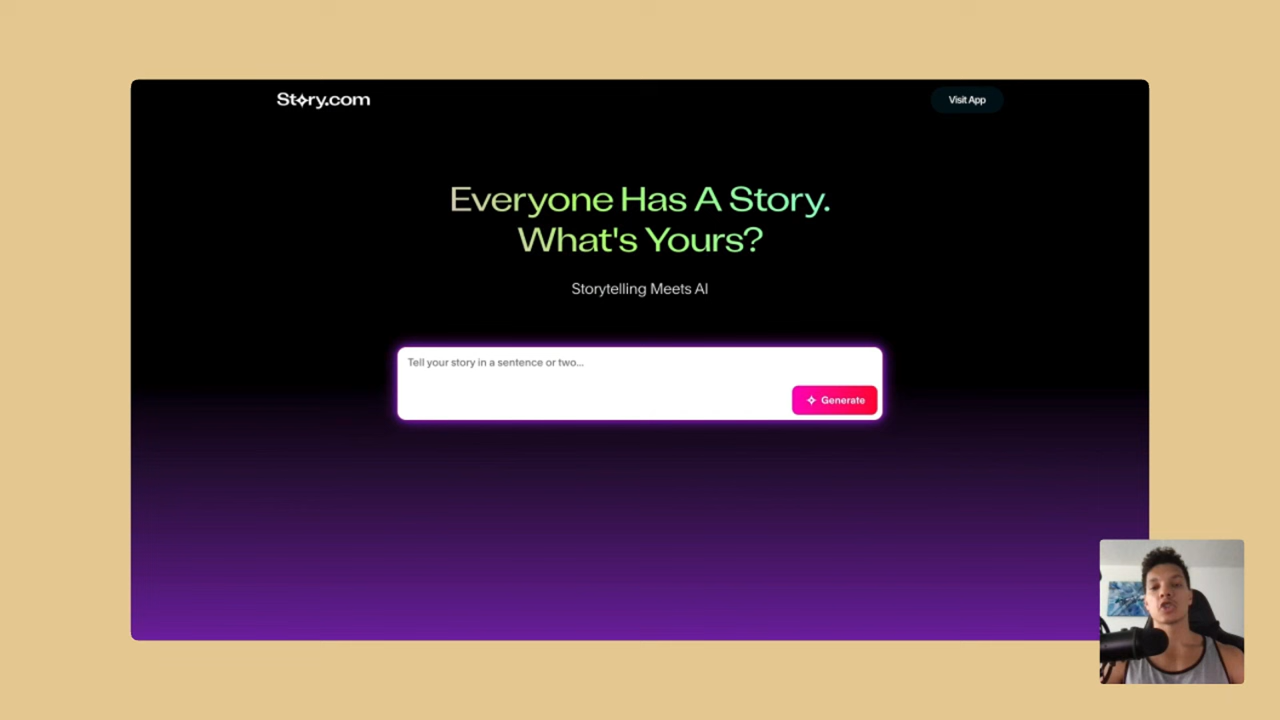 Story.com
Visit App
Everyone Has A Story.
What's Yours?
Storytelling Meets AI
Tell your story in a sentence or two...
Generate